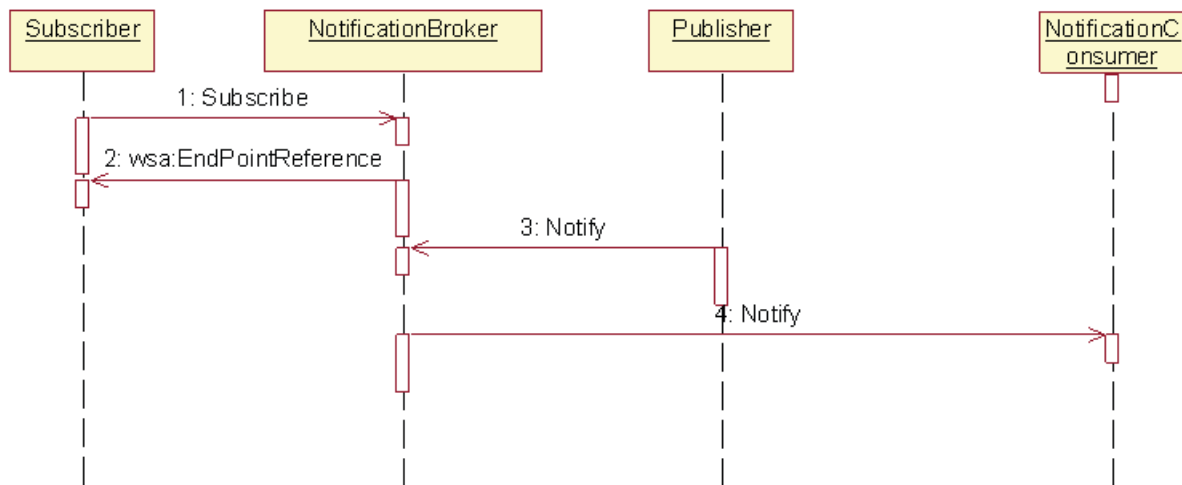 Subscriber
NotificationBroker
Publisher
NotificationC
onsumer
1: Subscribe
2: wsa:EndPointReference
3: Notify
4: Notify